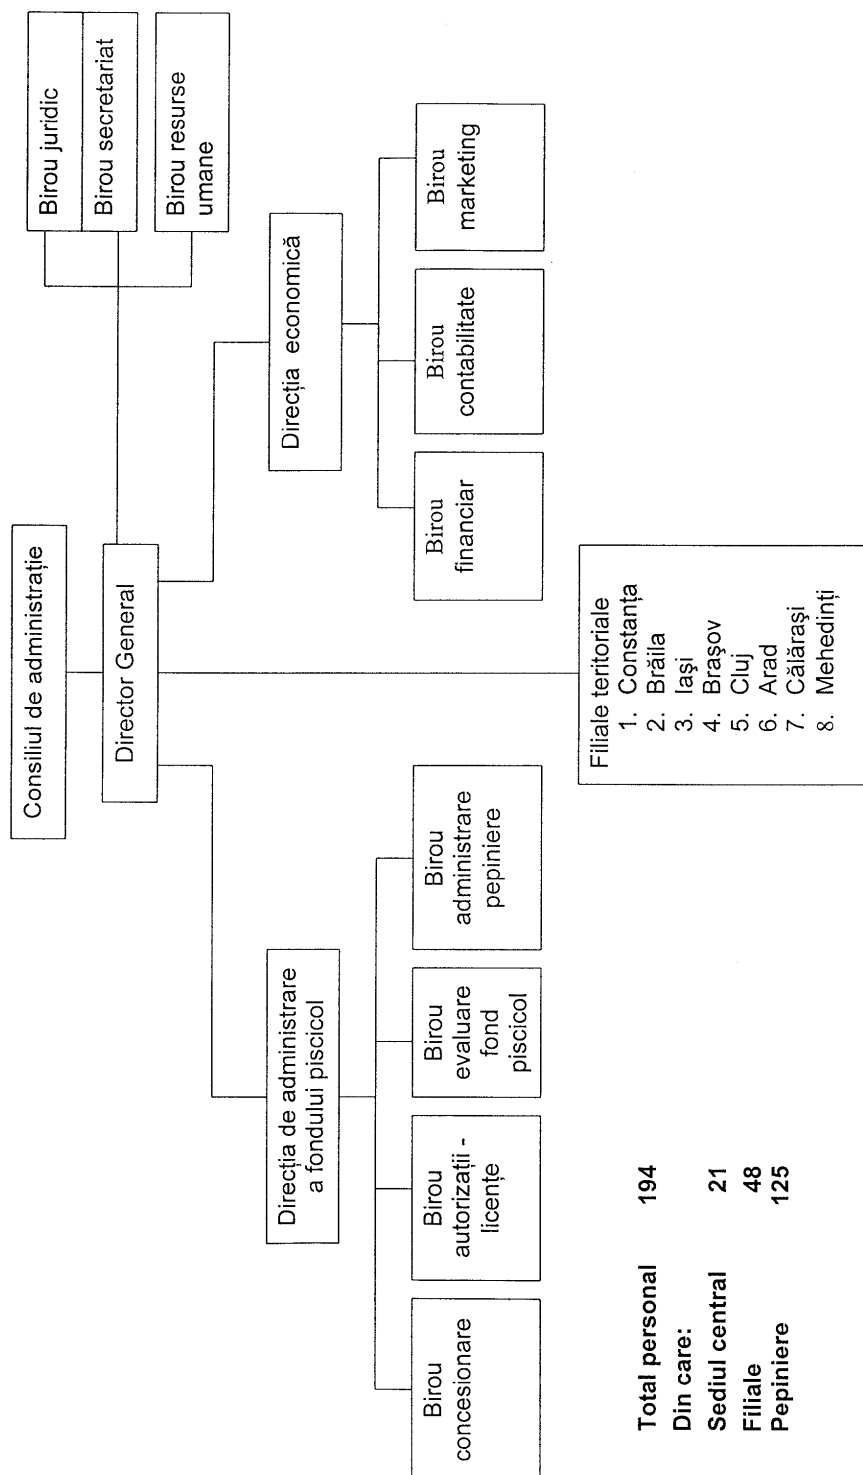 Consiliul de administrație
Director General
Birou juridic
Birou secretariat
Birou resurse
umane
Direcția de administrare
a fondului piscicol
Direcția economică
Birou
concesionare
Birou
autorizații -
licențe
Birou
evaluare
fond
piscicol
Birou
administrare
pepiniere
Birou
financiar
Birou
contabilitate
Birou
marketing
Filiale teritoriale
1. Constanța
2. Brăila
3. Iaşi
4. Braşov
5. Cluj
6. Arad
7. Călăraşi
8. Mehedinți
Total personal 194
Din care:
Sediul central 21
Filiale 48
Pepiniere 125